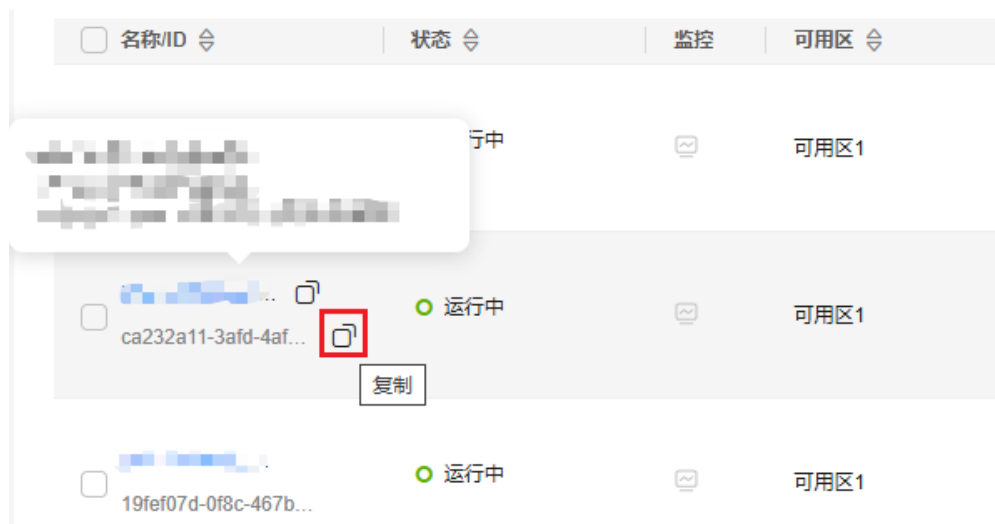 名称/ID 状态 监控 可用区
行中 可用区1
运行中 可用区1
ca232a11-3afd-4af...
复制
运行中 可用区1
19fef07d-0f8c-467b...